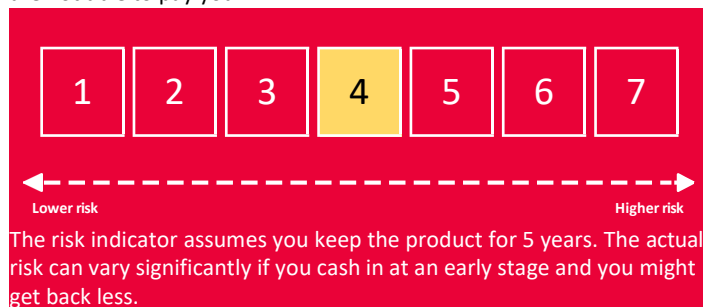 1 2 3 4 5 6 7
Lower risk Higher risk
The risk indicator assumes you keep the product for 5 years. The actual
risk can vary significantly if you cash in at an early stage and you might
get back less.